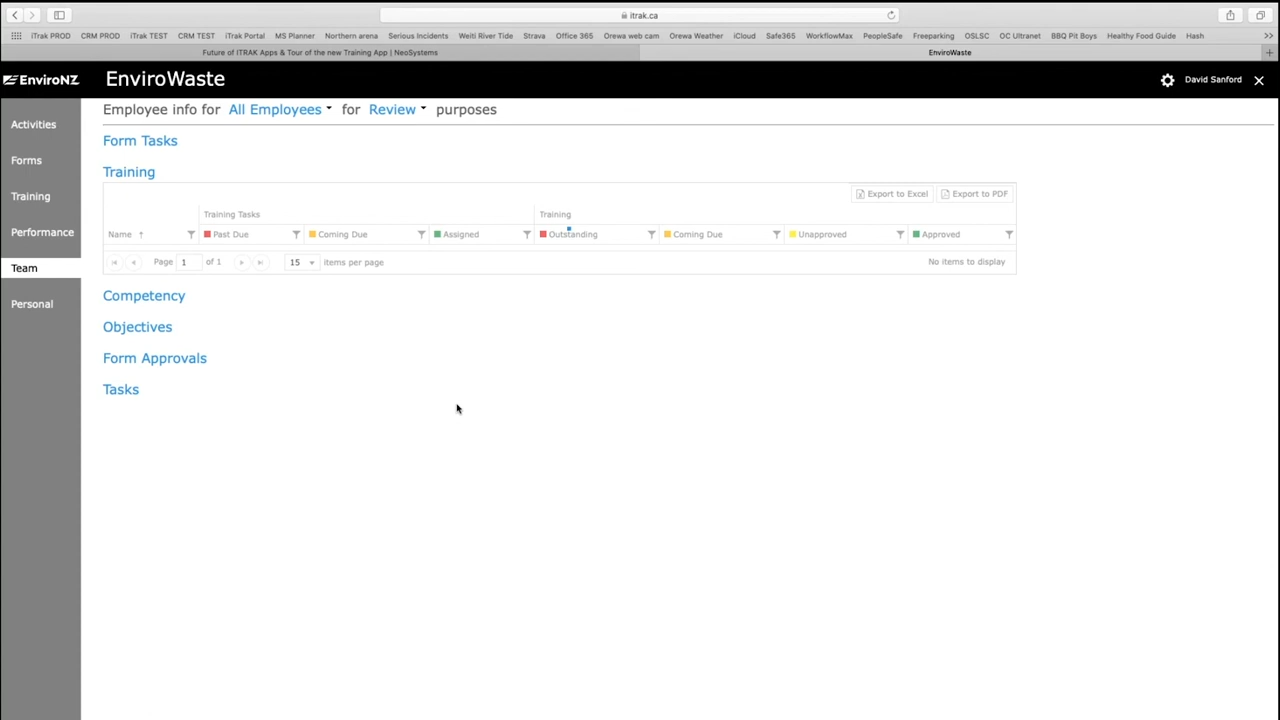 itrak.ca
iTRAK PROD CRM PROD iTrak TEST CRM TEST iTrak Portal MS Planner Northern arena Serious Incidents Weiti River Tide Strava Office 365 Orewa web cam Orewa Weather iCloud Safe365 WorkflowMax PeopleSafe Freeparking OSLSC OC Ultranet BBQ Pit Boys Healthy Food Guide Hash
Future of ITRAK Apps & Tour of the new Training App | NeoSystems EnviroWaste
EnviroNZ EnviroWaste David Sanford
Employee info for All Employees for Review purposes
Activities
Forms
Training
Performance
Team
Personal
Form Tasks
Training
Export to Excel Export to PDF
Training Tasks Training
Name Past Due Coming Due Assigned Outstanding Coming Due Unapproved Approved
Page 1 of 1 15 items per page No items to display
Competency
Objectives
Form Approvals
Tasks